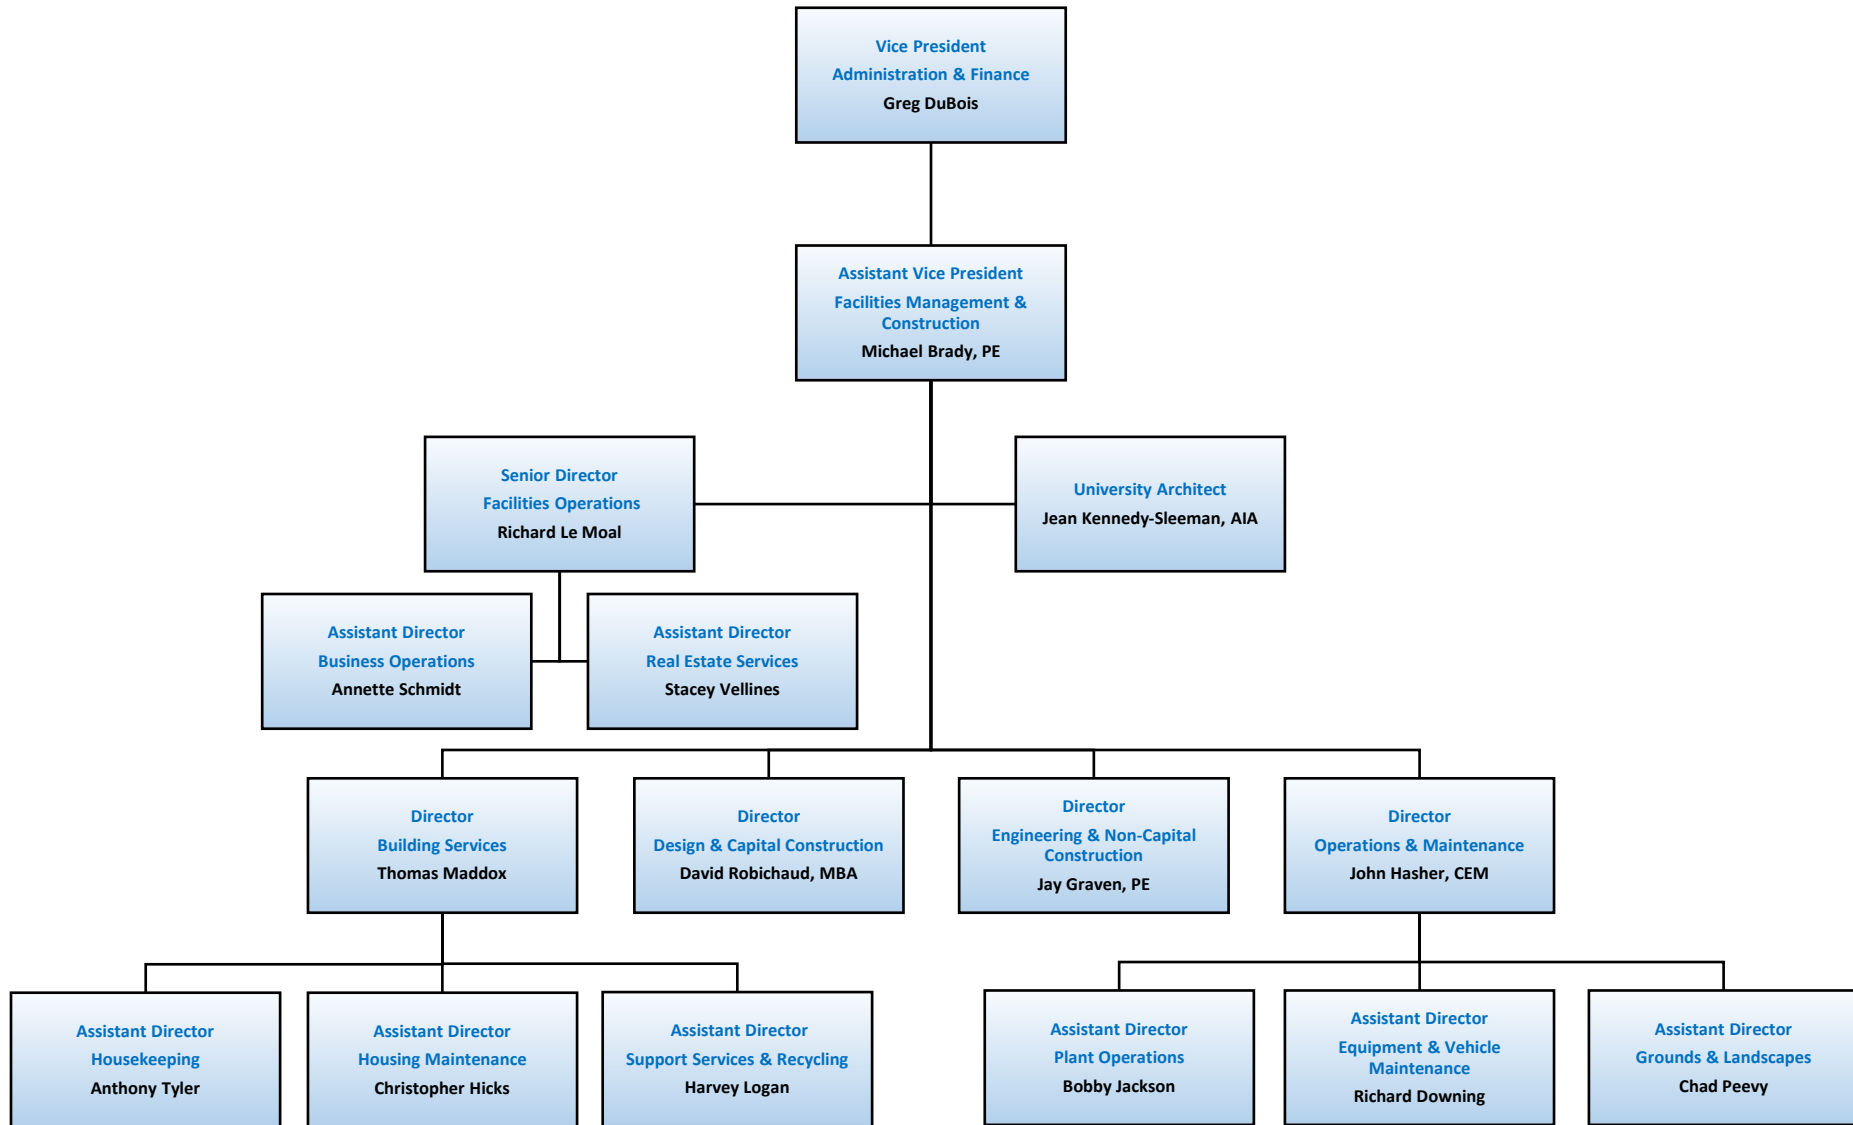 Vice President
Administration & Finance
Greg DuBois
Assistant Vice President
Facilities Management &
Construction
Michael Brady, PE
Senior Director
Facilities Operations
Richard Le Moal
University Architect
Jean Kennedy-Sleeman, AIA
Assistant Director
Business Operations
Annette Schmidt
Assistant Director
Real Estate Services
Stacey Vellines
Director
Building Services
Thomas Maddox
Director
Design & Capital Construction
David Robichaud, MBA
Director
Engineering & Non-Capital
Construction
Jay Graven, PE
Director
Operations & Maintenance
John Hasher, CEM
Assistant Director
Housekeeping
Anthony Tyler
Assistant Director
Housing Maintenance
Christopher Hicks
Assistant Director
Support Services & Recycling
Harvey Logan
Assistant Director
Plant Operations
Bobby Jackson
Assistant Director
Equipment & Vehicle
Maintenance
Richard Downing
Assistant Director
Grounds & Landscapes
Chad Peevy